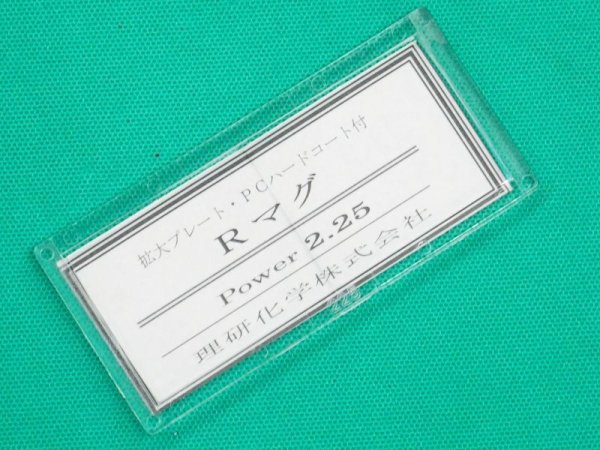 拡大プレート・PCハードコート付
Rマグ
Power 2.25
理研化学株式会社